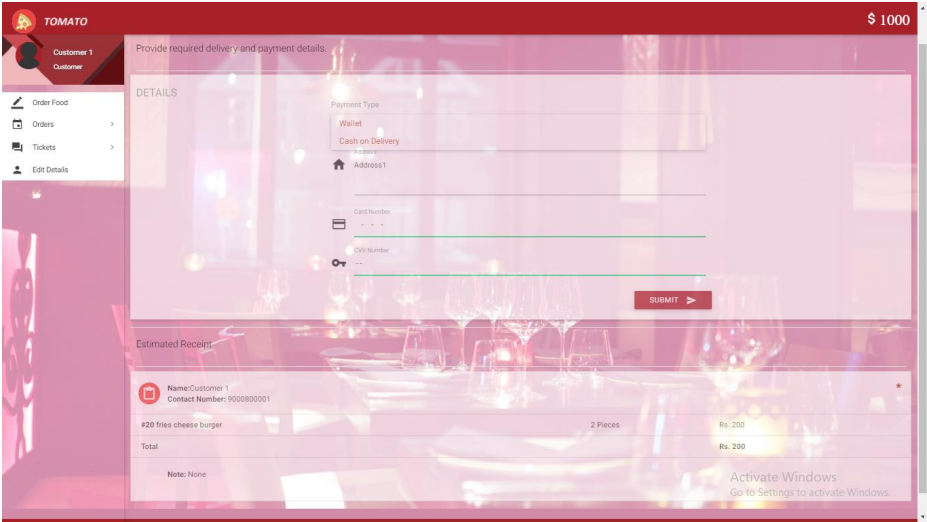 TOMATO
$ 1000
Customer 1
Customer
Order Food
Orders
Tickets
Edit Details
Provide required delivery and payment details.
DETAILS
Payment Type
Wallet
Cash on Delivery
Address
Address1
Card Number
- - -
CVV Number
--
SUBMIT
Estimated Receipt
Name:Customer 1
Contact Number: 9000800001
*
#20 fries cheese burger 2 Pieces Rs. 200
Total Rs. 200
Note: None
Activate Windows
Go to Settings to activate Windows.